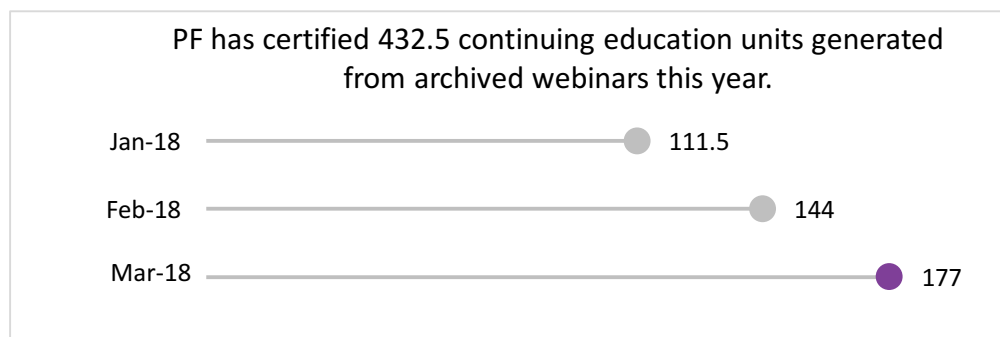 PF has certified 432.5 continuing education units generated
from archived webinars this year.
Jan-18 111.5
Feb-18 144
Mar-18 177